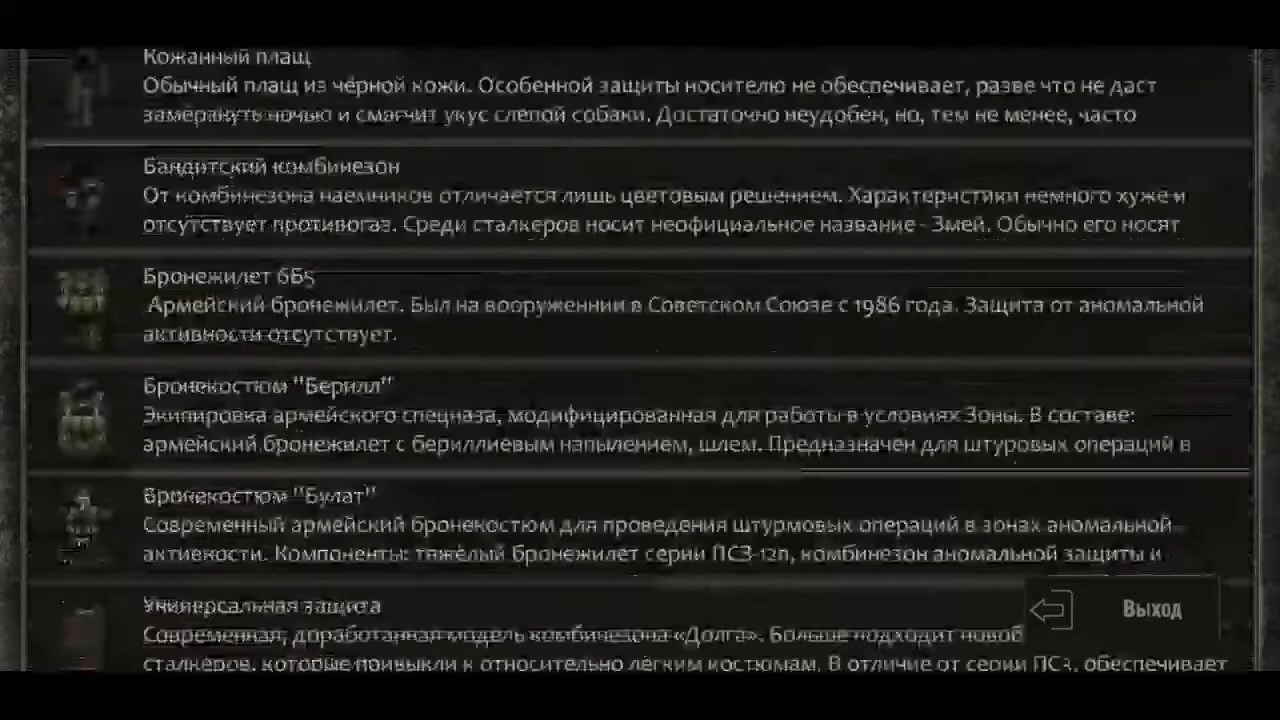 Кожанный плащ
Обычный плащ из чёрной кожи. Особенной защиты носителю не обеспечивает, разве что не даст
замёрзнуть ночью и смягчит укус слепой собаки. Достаточно неудобен, но, тем не менее, часто
Бандитский комбинезон
От комбинезона наемников отличается лишь цветовым решением. Характеристики немного хуже и
отсутствует противогаз. Среди сталкеров носит неофициальное название - Змей. Обычно его носят
Бронежилет 6Б5
Армейский бронежилет. Был на вооруженнии в Советском Союзе с 1986 года. Защита от аномальной
активности отсутствует.
Бронекостюм "Берилл"
Экипировка армейского спецназа, модифицированная для работы в условиях Зоны. В составе:
армейский бронежилет с бериллиевым напылением, шлем. Предназначен для штуровых операций в
Бронекостюм "Булат"
Современный армейский бронекостюм для проведения штурмовых операций в зонах аномальной
активности. Компоненты: тяжёлый бронежилет серии ПСЗ-12п, комбинезон аномальной защиты и
Универсальная защита
Современная, доработанная модель комбинезона «Долга». Больше подходит новоб
сталкеров, которые привыкли к относительно лёгким костюмам. В отличие от серии ПСЗ, обеспечивает
Выход